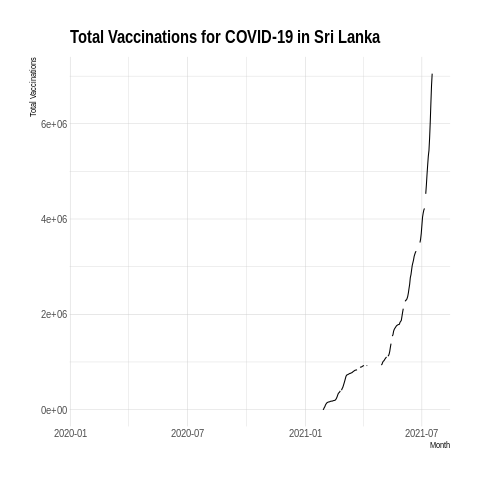 Total Vaccinations for COVID-19 in Sri Lanka
Total Vaccinations
6e+06
4e+06
2e+06
0e+00
2020-01 2020-07 2021-01 2021-07
Month